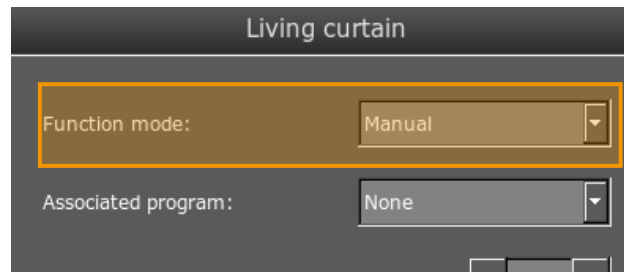 Living curtain
Function mode: Manual
Associated program: None